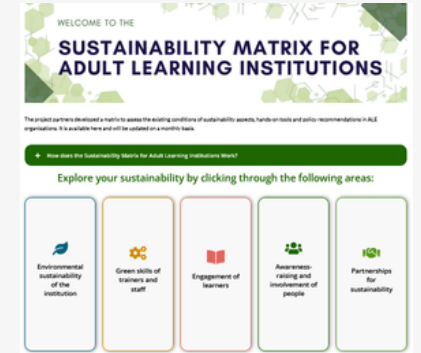 WELCOME TO THE
SUSTAINABILITY MATRIX FOR
ADULT LEARNING INSTITUTIONS
The project partners developed a matrix to assess the existing conditions of sustainability aspects, hands-on tools and policy recommendations in ALE
organisations. It is available here and will be updated on a monthly basis.
+ How does the Sustainability Matrix for Adult Learning Institutions Work?
Explore your sustainability by clicking through the following areas:
Environmental
sustainability
of the
institution
Green skills of
trainers and
staff
Engagement of
learners
Awareness-
raising and
involvement of
people
Partnerships
for
sustainability